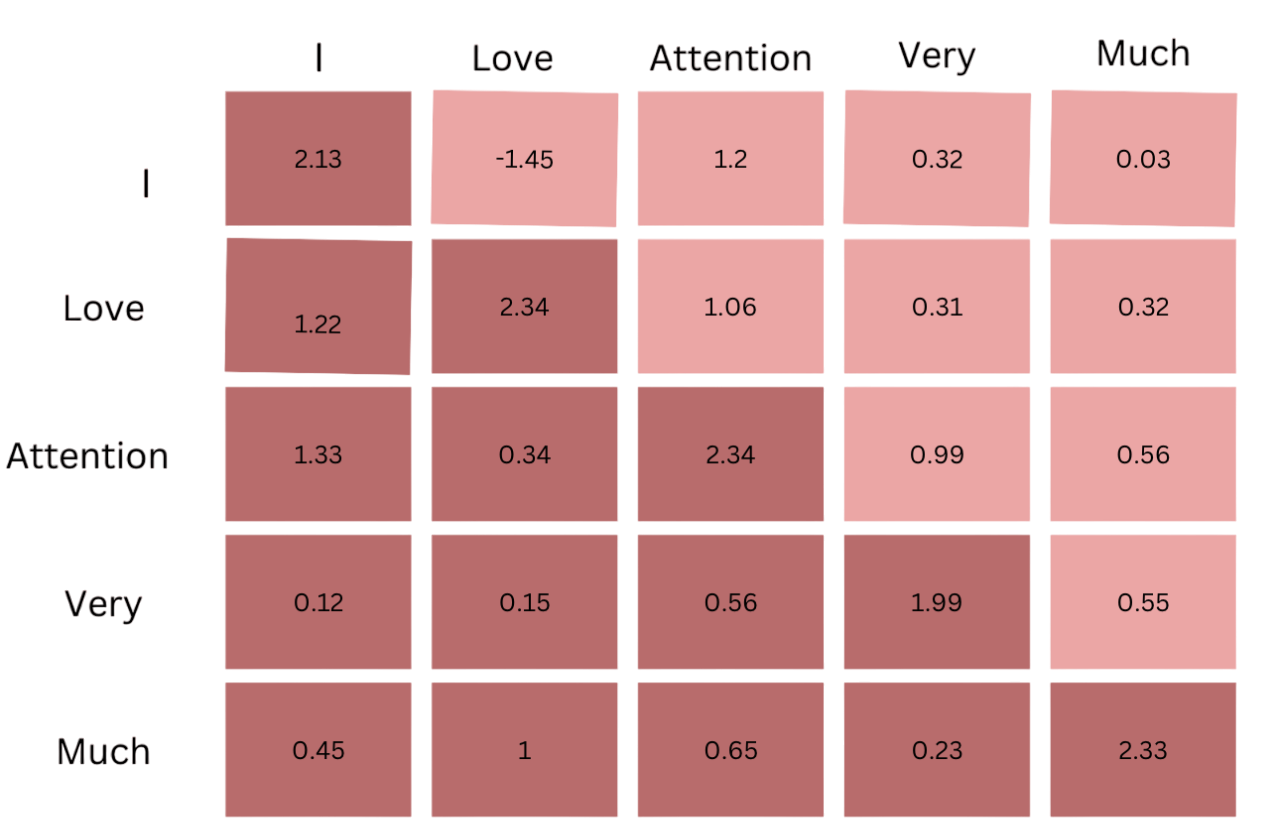 I Love Attention Very Much
I 2.13 -1.45 1.2 0.32 0.03
Love 1.22 2.34 1.06 0.31 0.32
Attention 1.33 0.34 2.34 0.99 0.56
Very 0.12 0.15 0.56 1.99 0.55
Much 0.45 1 0.65 0.23 2.33